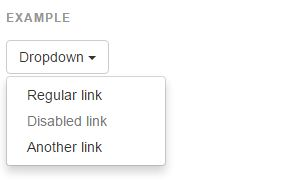 EXAMPLE
Dropdown
Regular link
Disabled link
Another link